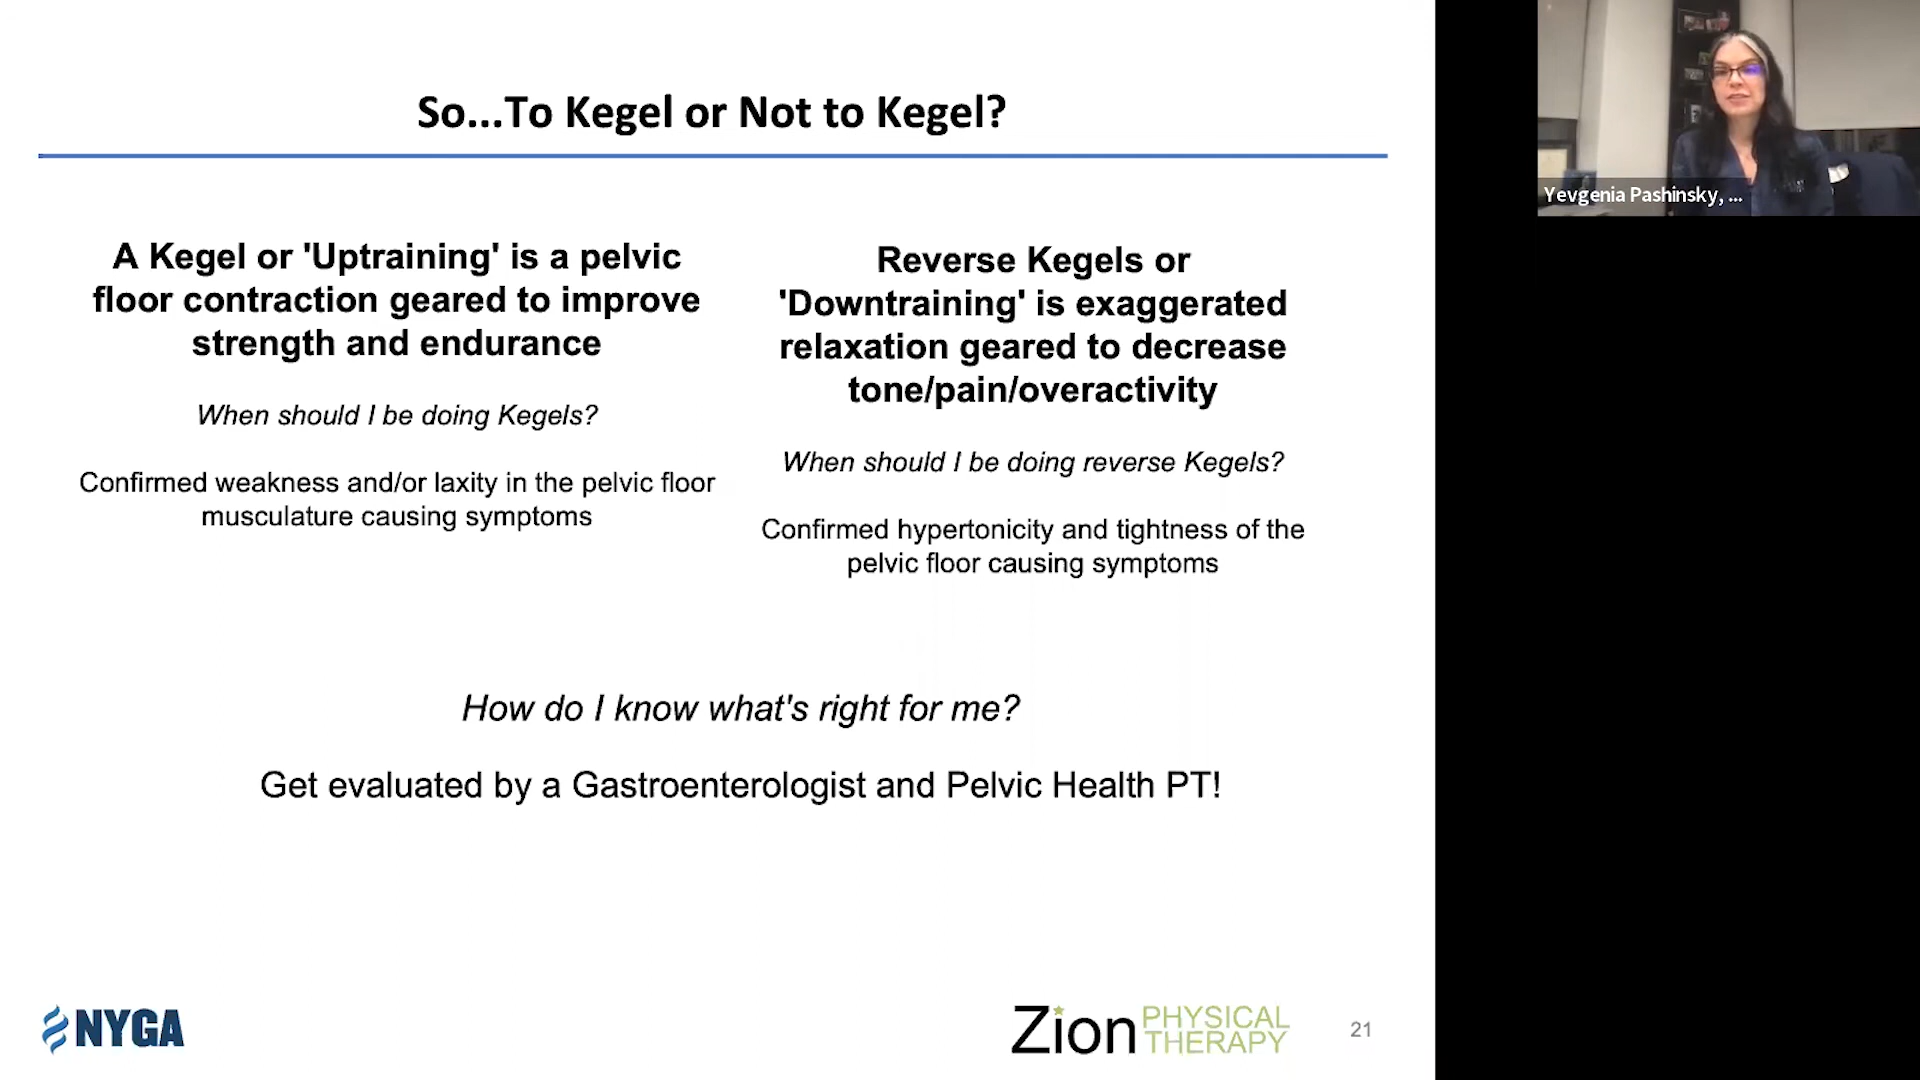 So...To Kegel or Not to Kegel?
A Kegel or 'Uptraining' is a pelvic
floor contraction geared to improve
strength and endurance
When should I be doing Kegels?
Confirmed weakness and/or laxity in the pelvic floor
musculature causing symptoms
Reverse Kegels or
'Downtraining' is exaggerated
relaxation geared to decrease
tone/pain/overactivity
When should I be doing reverse Kegels?
Confirmed hypertonicity and tightness of the
pelvic floor causing symptoms
How do I know what's right for me?
Get evaluated by a Gastroenterologist and Pelvic Health PT!
NYGA
Zion PHYSICAL
THERAPY
21
Yevgenia Pashinsky, ...